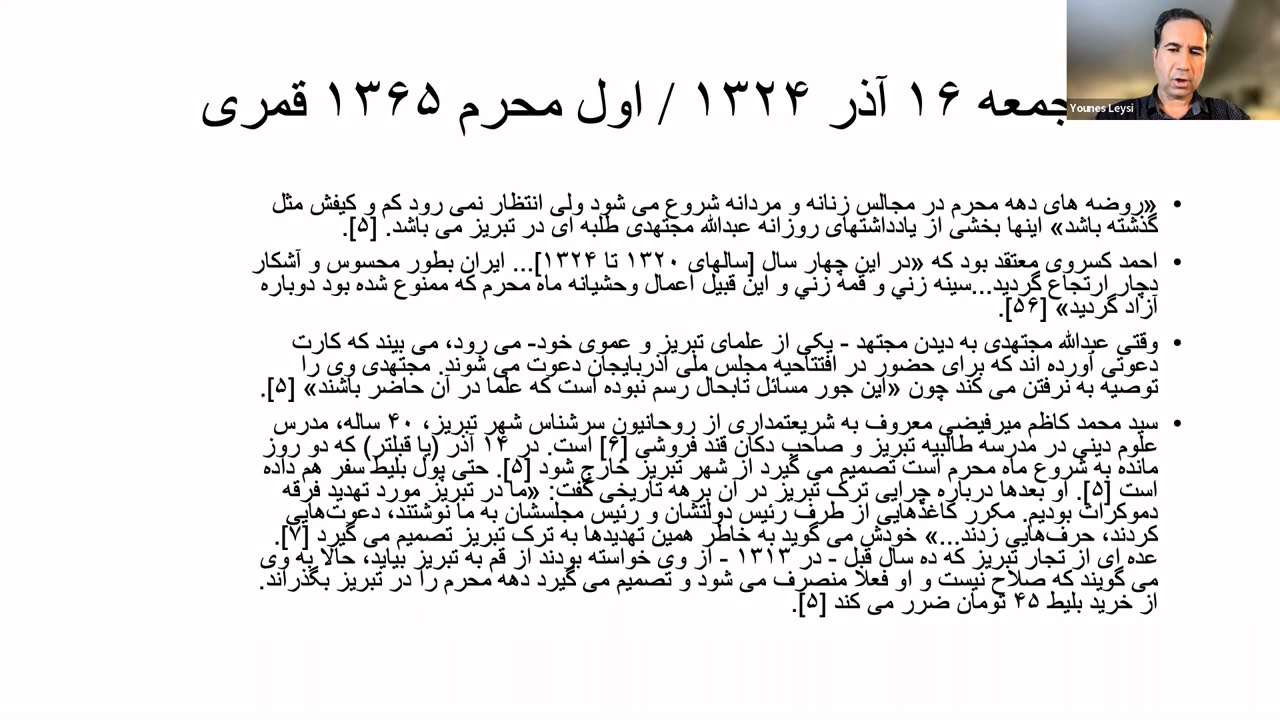 جمعه ۱۶ آذر ۱۳۲۴ / اول محرم ۱۳۶۵ قمری
Younes Leysi
• «روضه های دهه محرم در مجالس زنانه و مردانه شروع می شود ولی انتظار نمی رود کم و کیفش مثل
گذشته باشد» اینها بخشی از یادداشتهای روزانه عبدالله مجتهدی طلبه ای در تبریز می باشد. [۵].
• احمد کسروی معتقد بود که «در این چهار سال [سالهای ۱۳۲۰ تا ۱۳۲۴]... ایران بطور محسوس و آشکار
دچار ارتجاع گردید...سینه زني و قمه زني و این قبیل اعمال وحشیانه ماه محرم که ممنوع شده بود دوباره
آزاد گردید» [۵۶].
• وقتی عبدالله مجتهدی به دیدن مجتهد - یکی از علمای تبریز و عموی خود- می رود، می بیند که کارت
دعوتی آورده اند که برای حضور در افتتاحیه مجلس ملی آذربایجان دعوت می شوند. مجتهدی وی را
توصیه به نرفتن می کند چون «این جور مسائل تابحال رسم نبوده است که علما در آن حاضر باشند» [۵].
• سید محمد کاظم میرفیضی معروف به شریعتمداری از روحانیون سرشناس شهر تبریز، ۴۰ ساله، مدرس
علوم دینی در مدرسه طالبیه تبریز و صاحب دکان قند فروشی [۶] است. در ۱۴ آذر (یا قبلتر) که دو روز
مانده به شروع ماه محرم است تصمیم می گیرد از شهر تبریز خارج شود [۵]. حتی پول بلیط سفر هم داده
است [۵]. او بعدها درباره چرایی ترک تبریز در آن برهه تاریخی گفت: «ما در تبریز مورد تهدید فرقه
دموکرات بودیم. مکرر کاغذهایی از طرف رئیس دولتشان و رئیس مجلسشان به ما نوشتند، دعوت‌هایی
کردند، حرف‌هایی زدند...» خودش می گوید به خاطر همین تهدیدها به ترک تبریز تصمیم می گیرد [۷].
عده ای از تجار تبریز که ده سال قبل - در ۱۳۱۳ - از وی خواسته بودند از قم به تبریز بیاید، حالا به وی
می گویند که صلاح نیست و او فعلا منصرف می شود و تصمیم می گیرد دهه محرم را در تبریز بگذراند.
از خرید بلیط ۴۵ تومان ضرر می کند [۵].